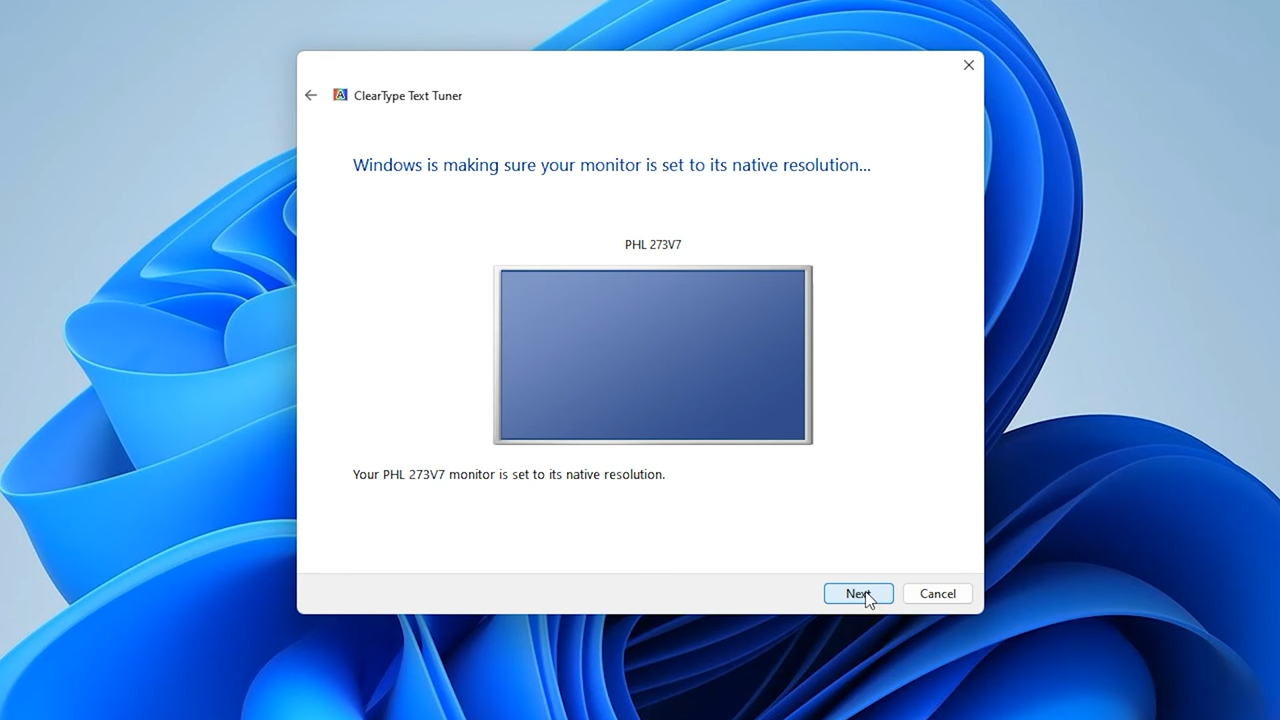 ClearType Text Tuner
Windows is making sure your monitor is set to its native resolution...
PHL 273V7
Your PHL 273V7 monitor is set to its native resolution.
Next
Cancel